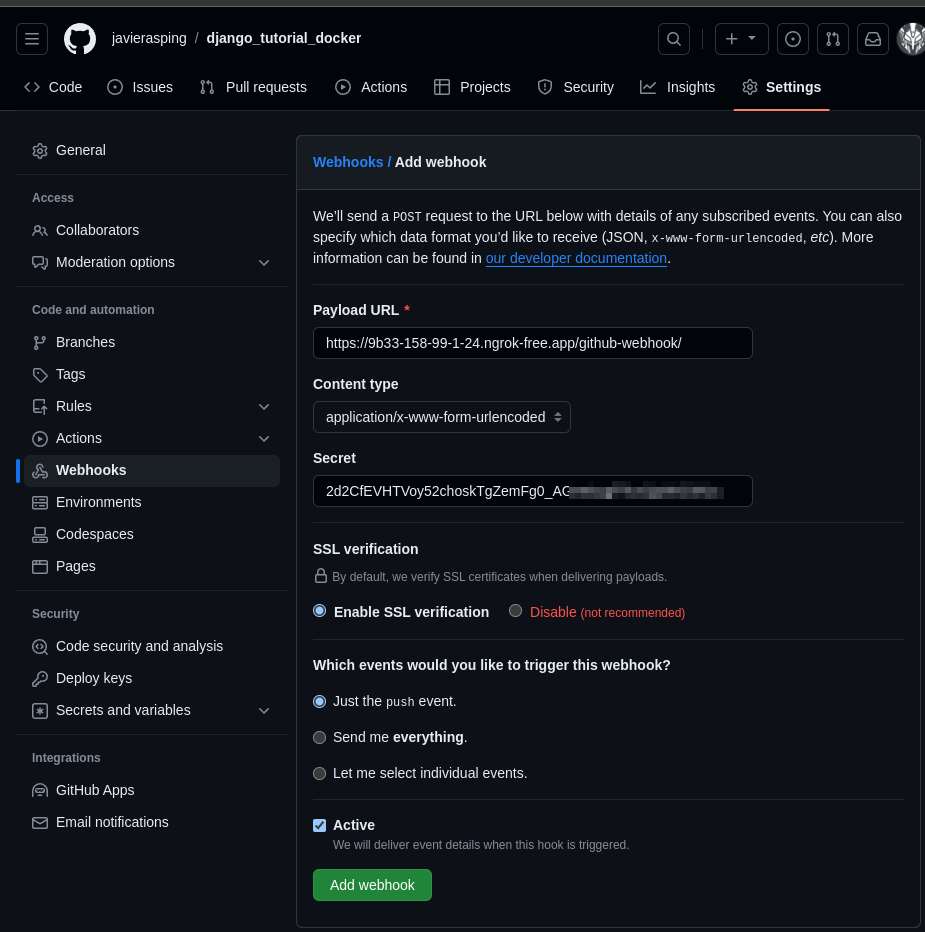 javierasping / django_tutorial_docker
Code Issues Pull requests Actions Projects Security Insights Settings
General
Access
Collaborators
Moderation options
Code and automation
Branches
Tags
Rules
Actions
Webhooks
Environments
Codespaces
Pages
Security
Code security and analysis
Deploy keys
Secrets and variables
Integrations
GitHub Apps
Email notifications
Webhooks / Add webhook
We'll send a POST request to the URL below with details of any subscribed events. You can also
specify which data format you'd like to receive (JSON, x-www-form-urlencoded, etc). More
information can be found in our developer documentation.
Payload URL *
https://9b33-158-99-1-24.ngrok-free.app/github-webhook/
Content type
application/x-www-form-urlencoded
Secret
2d2CfEVHTVoy52choskTgZemFg0_AG
SSL verification
By default, we verify SSL certificates when delivering payloads.
Enable SSL verification Disable (not recommended)
Which events would you like to trigger this webhook?
Just the push event.
Send me everything.
Let me select individual events.
Active
We will deliver event details when this hook is triggered.
Add webhook